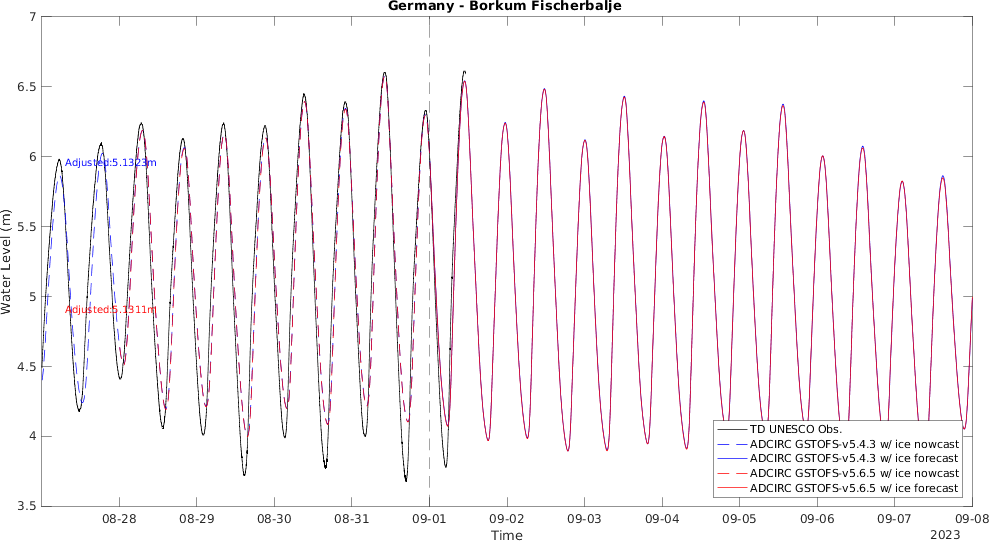 Germany - Borkum Fischerbalje
7
6.5
6
5.5
5
4.5
4
3.5
Water Level (m)
Adjusted:5.1323m
Adjusted:5.1311m
TD UNESCO Obs.
ADCIRC GSTOFS-v5.4.3 w/ ice nowcast
ADCIRC GSTOFS-v5.4.3 w/ ice forecast
ADCIRC GSTOFS-v5.6.5 w/ ice nowcast
ADCIRC GSTOFS-v5.6.5 w/ ice forecast
08-28 08-29 08-30 08-31 09-01 09-02 09-03 09-04 09-05 09-06 09-07 09-08
Time
2023